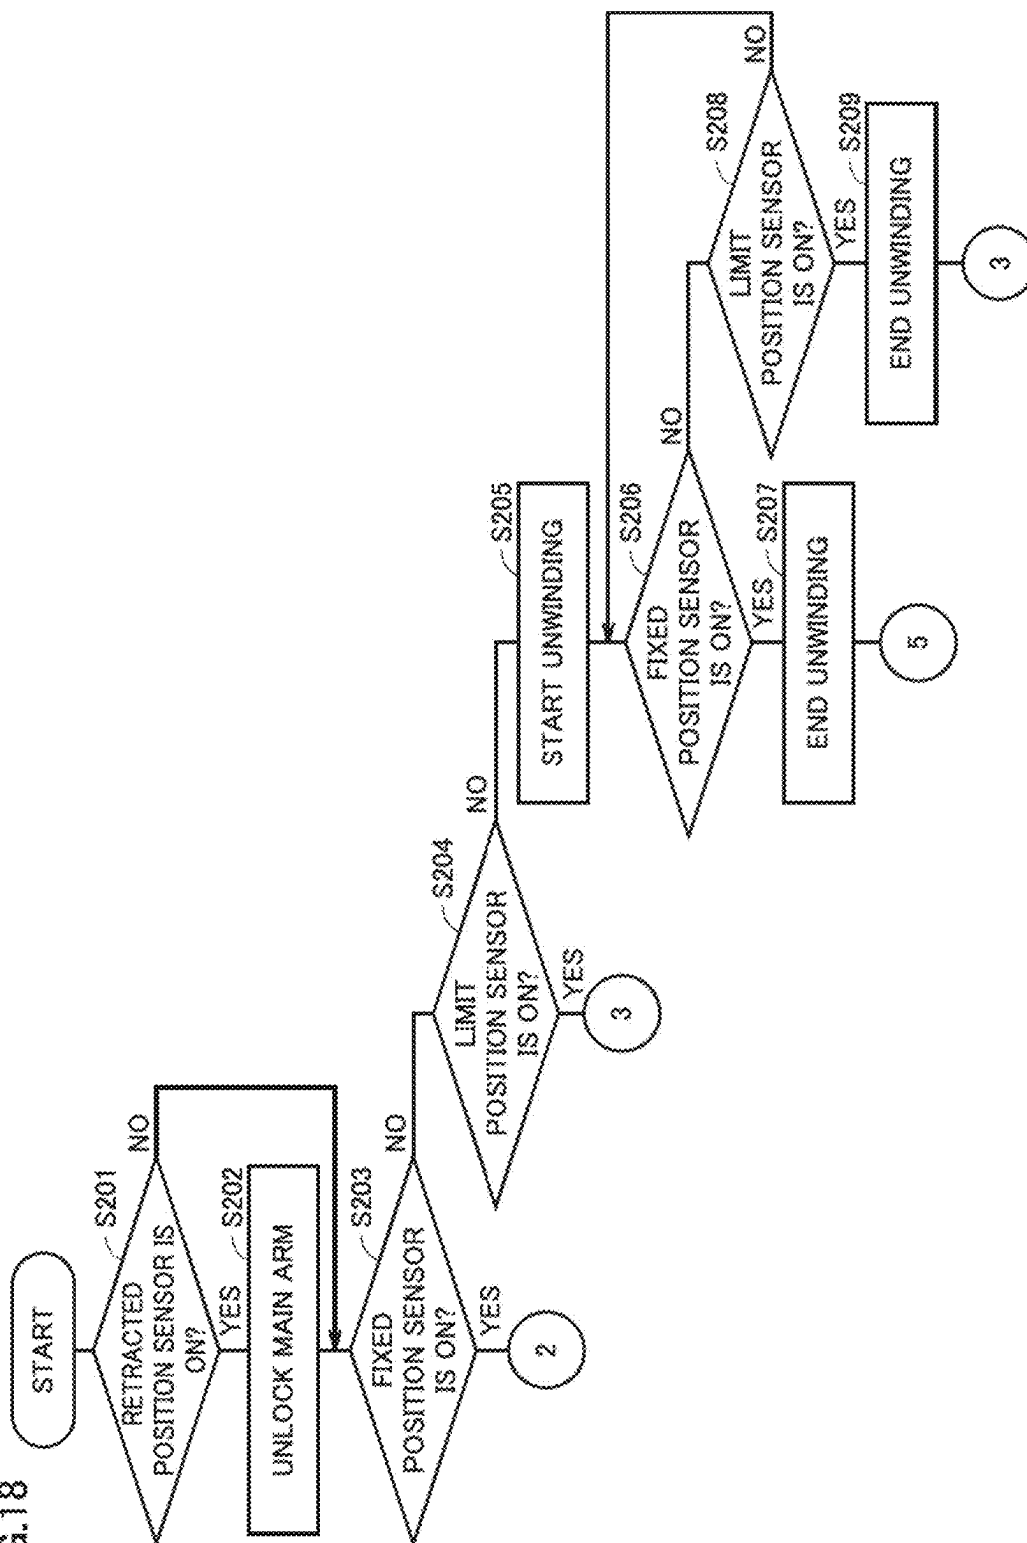 START
RETRACTED
POSITION SENSOR IS
ON?
S201
NO
YES
S202
UNLOCK MAIN ARM
S203
FIXED
POSITION SENSOR
IS ON?
NO
YES
2
S204
LIMIT
POSITION SENSOR
IS ON?
NO
YES
3
S205
START UNWINDING
S206
FIXED
POSITION SENSOR
IS ON?
NO
YES
S207
END UNWINDING
5
S208
LIMIT
POSITION SENSOR
IS ON?
NO
YES
S209
END UNWINDING
3